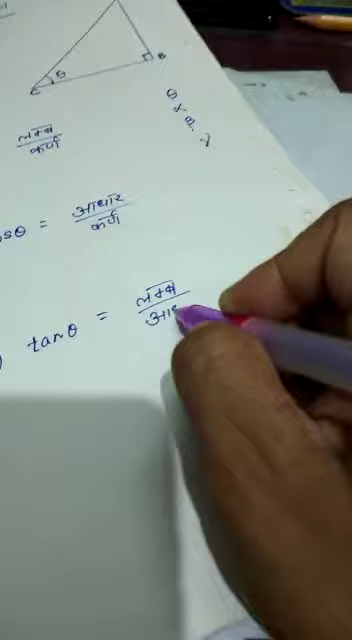 θ
C
B
θ
α
लम्ब
कर्ण
sθ = आधार
कर्ण
tanθ = लम्ब
आ